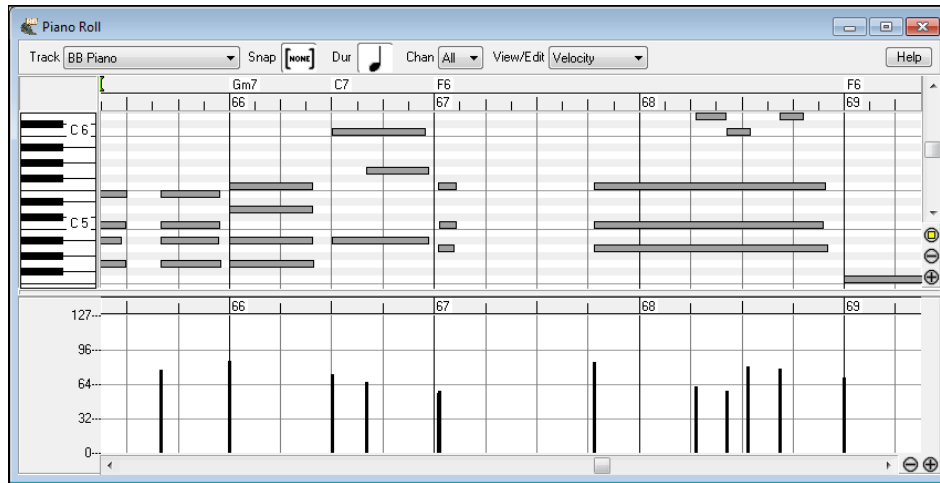 Piano Roll
Track BB Piano Snap [NONE] Dur Chan All View/Edit Velocity Help
Gm7 C7 F6 F6
66 67 68 69
C 6
C 5
66 67 68 69
127
96
64
32
0